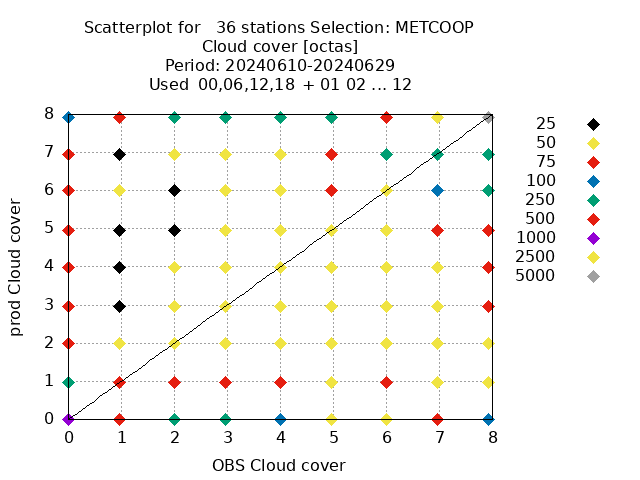 Scatterplot for   36 stations Selection: METCOOP
Cloud cover [octas]
Period: 20240610-20240629
Used  00,06,12,18  + 01 02 ... 12
8
7
6
5
4
3
2
1
0
prod Cloud cover
0 1 2 3 4 5 6 7 8
OBS Cloud cover
25
50
75
100
250
500
1000
2500
5000